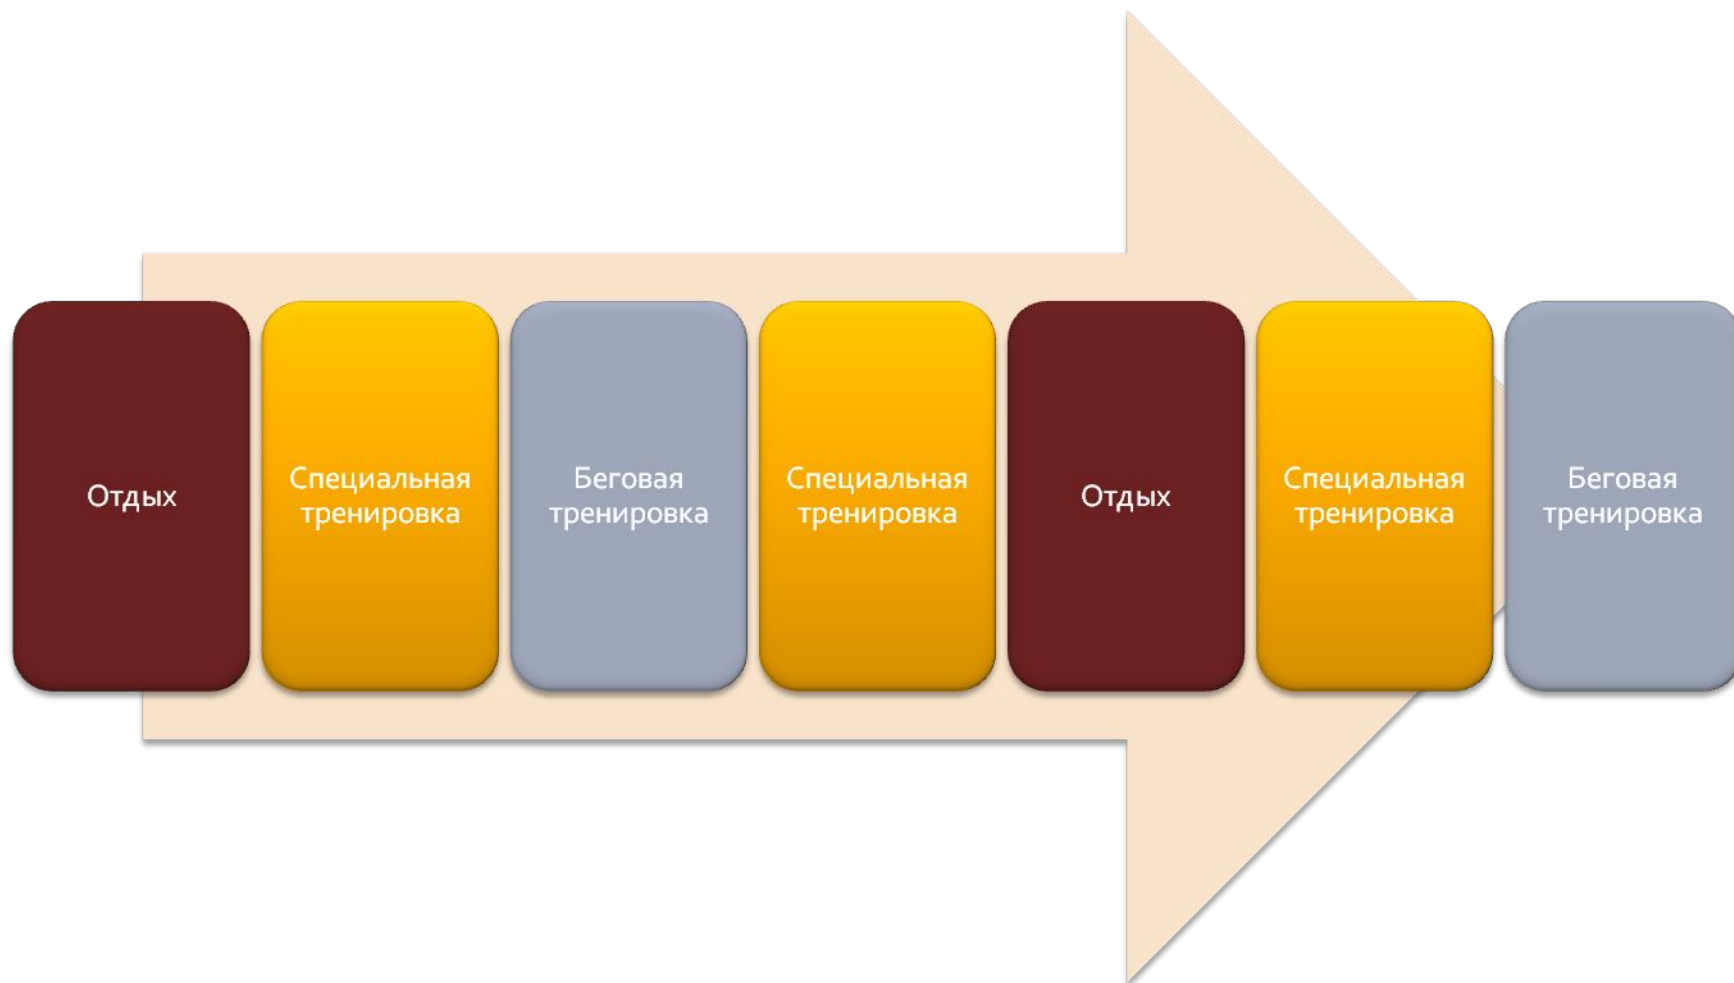 Отдых
Специальная
тренировка
Беговая
тренировка
Специальная
тренировка
Отдых
Специальная
тренировка
Беговая
тренировка